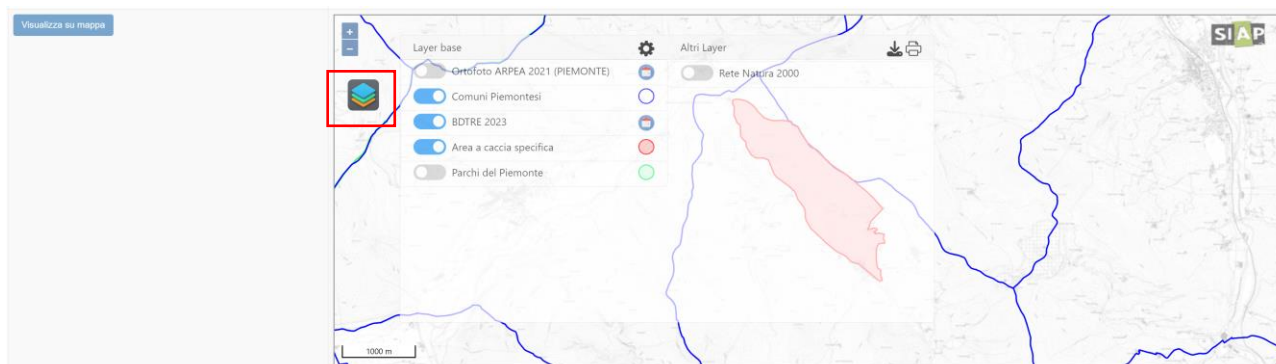 Visualizza su mappa
+
−
SIAP
Layer base
Altri Layer
Ortofoto ARPEA 2021 (PIEMONTE)
Rete Natura 2000
Comuni Piemontesi
BDTRE 2023
Area a caccia specifica
Parchi del Piemonte
1000 m